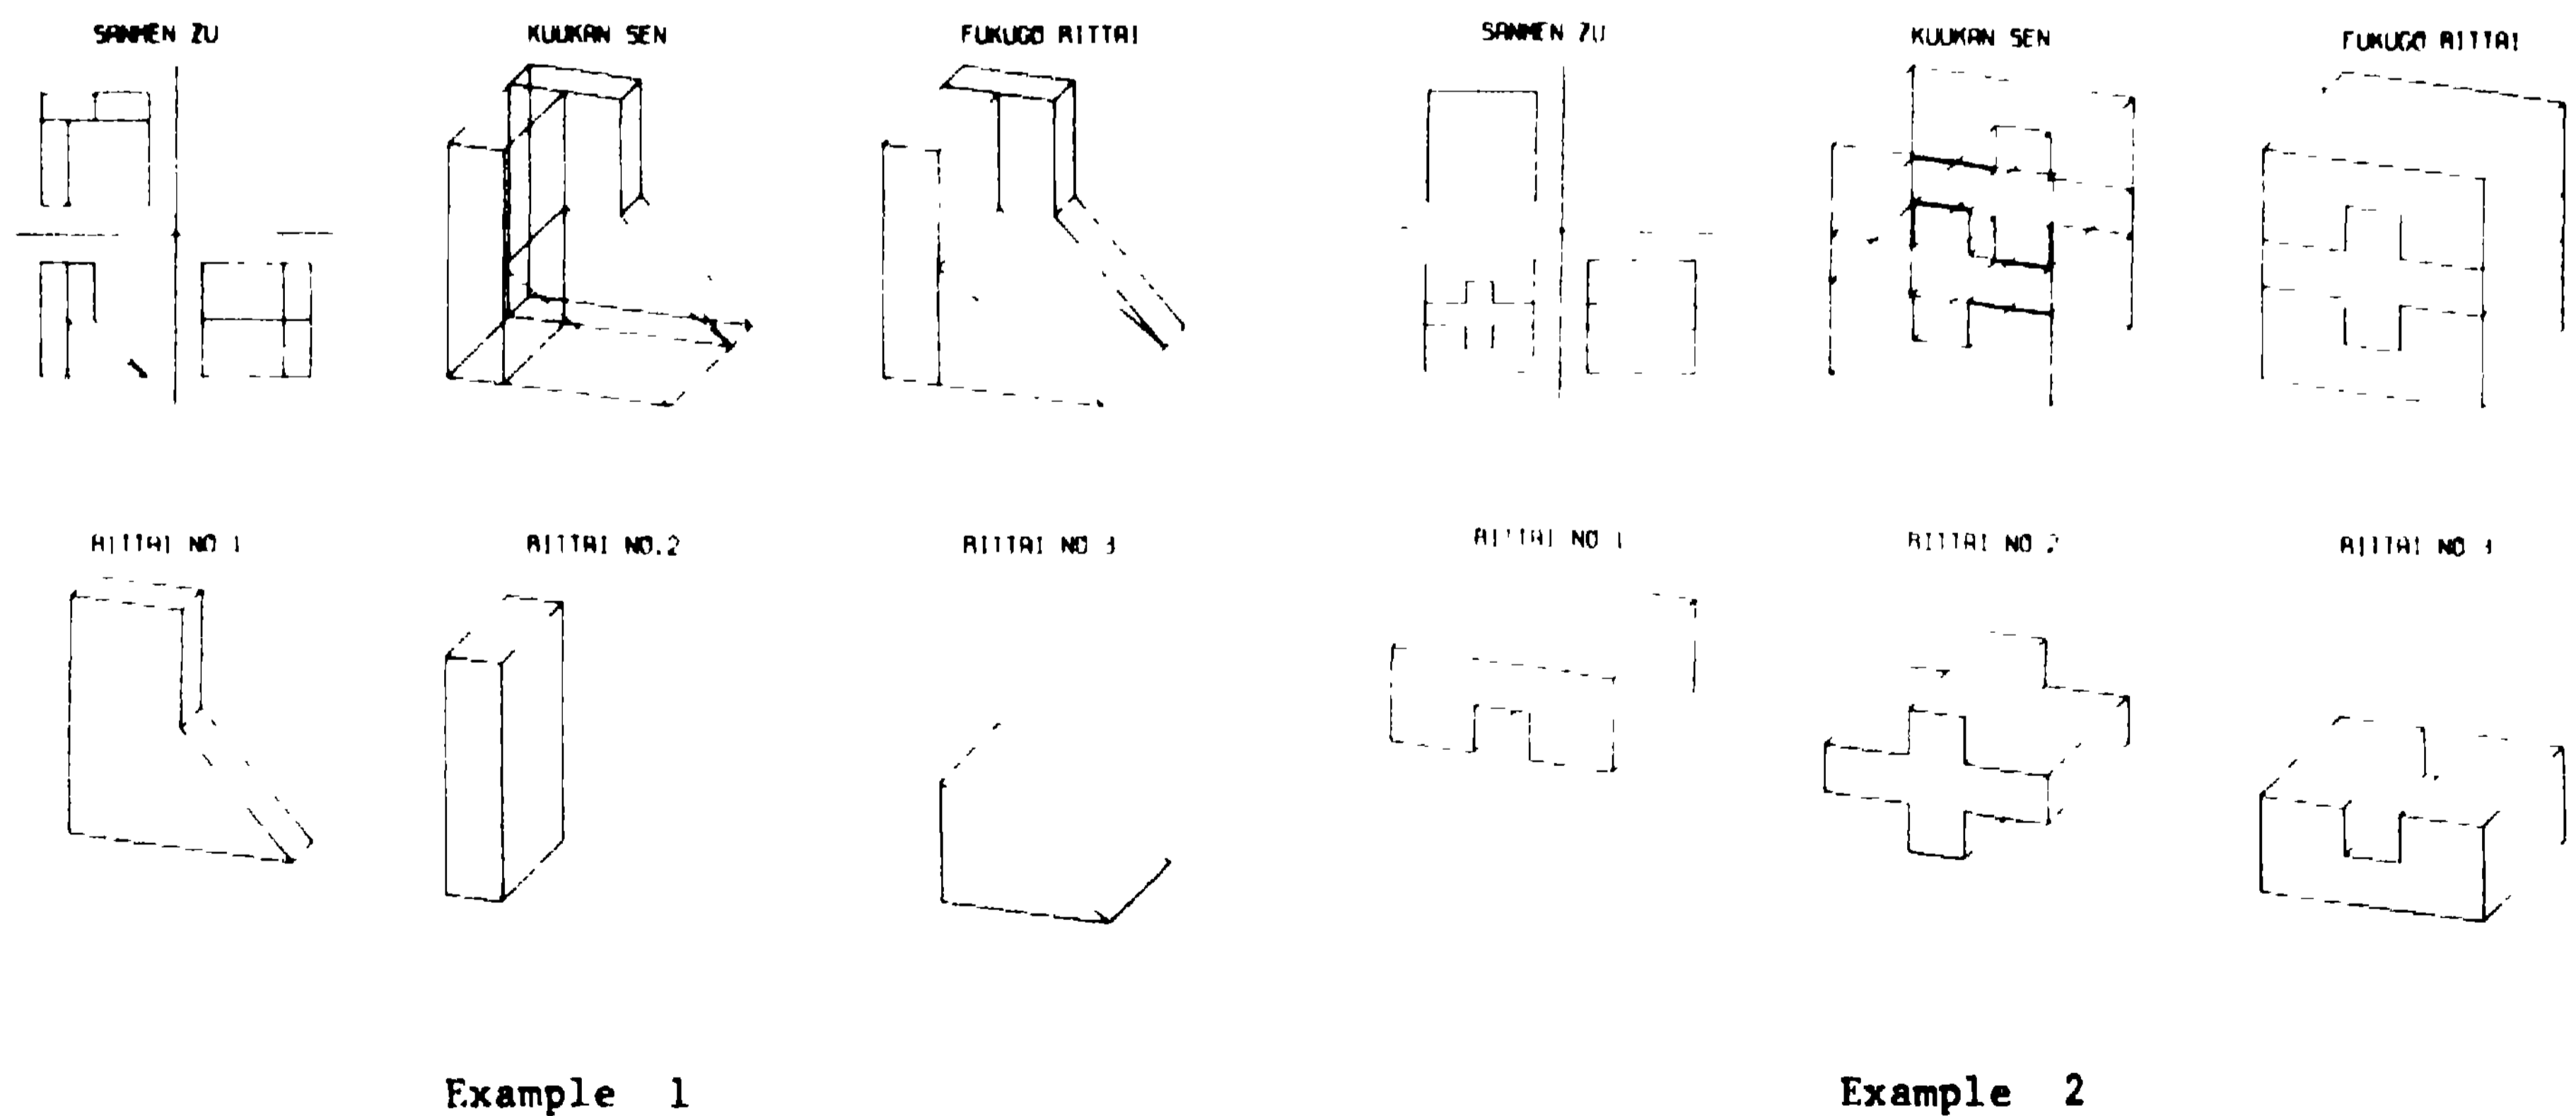 SANMEN ZU
KUUKAN SEN
FUKUGO RITTAI
SANMEN ZU
KUUKAN SEN
FUKUGO RITTAI
RITTAI NO 1
RITTAI NO.2
RITTAI NO 3
RITTAI NO 1
RITTAI NO 2
RITTAI NO 3
Example 1
Example 2